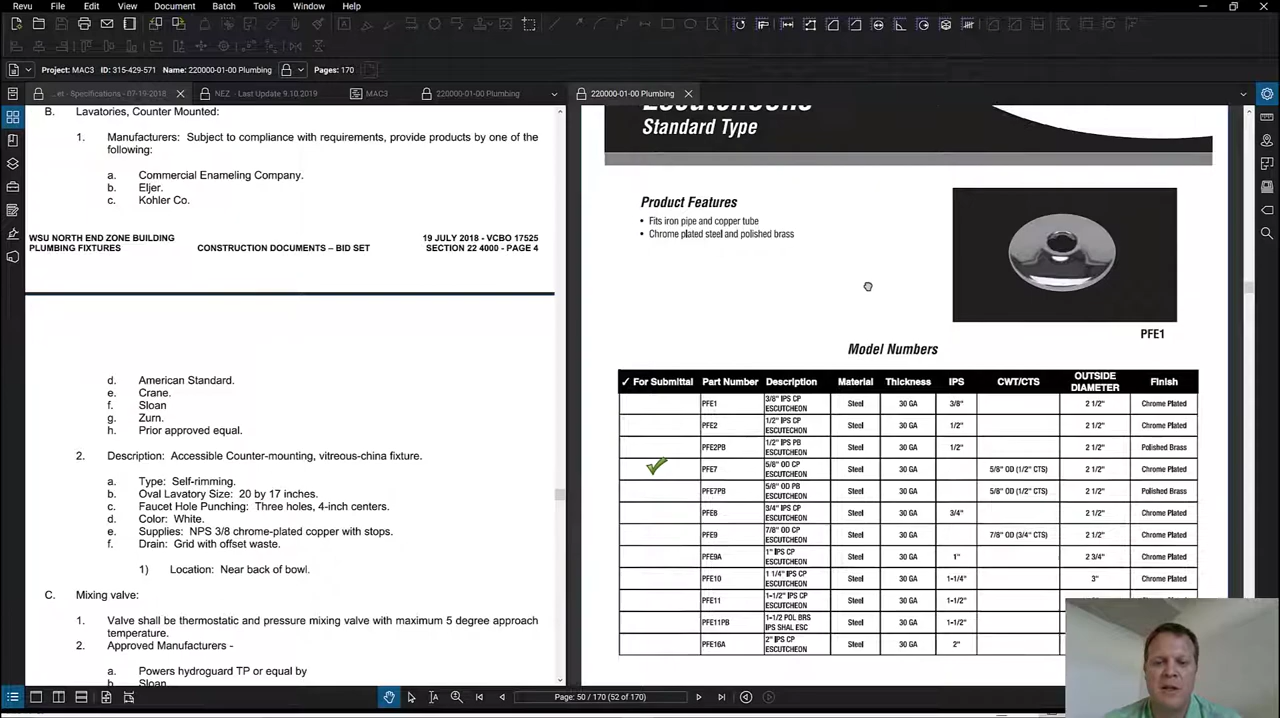 Revu File Edit View Document Batch Tools Window Help
Project: MAC3 ID: 315-429-571 Name: 220000-01-00 Plumbing Pages: 170
...et - Specifications - 07-19-2018 NEZ - Last Update 9.10.2019 MAC3 220000-01-00 Plumbing 220000-01-00 Plumbing
B. Lavatories, Counter Mounted:
1. Manufacturers: Subject to compliance with requirements, provide products by one of the
following:
a. Commercial Enameling Company.
b. Eljer.
c. Kohler Co.
WSU NORTH END ZONE BUILDING 19 JULY 2018 - VCBO 17525
PLUMBING FIXTURES CONSTRUCTION DOCUMENTS – BID SET SECTION 22 4000 - PAGE 4
d. American Standard.
e. Crane.
f. Sloan
g. Zurn.
h. Prior approved equal.
2. Description: Accessible Counter-mounting, vitreous-china fixture.
a. Type: Self-rimming.
b. Oval Lavatory Size: 20 by 17 inches.
c. Faucet Hole Punching: Three holes, 4-inch centers.
d. Color: White.
e. Supplies: NPS 3/8 chrome-plated copper with stops.
f. Drain: Grid with offset waste.
1) Location: Near back of bowl.
C. Mixing valve:
1. Valve shall be thermostatic and pressure mixing valve with maximum 5 degree approach
temperature.
2. Approved Manufacturers -
a. Powers hydroguard TP or equal by
b. Sloan
Escutcheons
Standard Type
Product Features
• Fits iron pipe and copper tube
• Chrome plated steel and polished brass
PFE1
Model Numbers
✓ For Submittal Part Number Description Material Thickness IPS CWT/CTS OUTSIDE DIAMETER Finish
PFE1 3/8" IPS CP ESCUTCHEON Steel 30 GA 3/8" 2 1/2" Chrome Plated
PFE2 1/2" IPS CP ESCUTECHON Steel 30 GA 1/2" 2 1/2" Chrome Plated
PFE2PB 1/2" IPS PB ESCUTCHEON Steel 30 GA 1/2" 2 1/2" Polished Brass
PFE7 5/8" OD CP ESCUTCHEON Steel 30 GA 5/8" OD (1/2" CTS) 2 1/2" Chrome Plated
PFE7PB 5/8" OD PB ESCUTCHEON Steel 30 GA 5/8" OD (1/2" CTS) 2 1/2" Polished Brass
PFE8 3/4" IPS CP ESCUTCHEON Steel 30 GA 3/4" 2 1/2" Chrome Plated
PFE9 7/8" OD CP ESCUTCHEON Steel 30 GA 7/8" OD (3/4" CTS) 2 1/2" Chrome Plated
PFE9A 1" IPS CP ESCUTCHEON Steel 30 GA 1" 2 3/4" Chrome Plated
PFE10 1 1/4" IPS CP ESCUTCHEON Steel 30 GA 1-1/4" 3" Chrome Plated
PFE11 1-1/2" IPS CP ESCUTCHEON Steel 30 GA 1-1/2"
PFE11PB 1-1/2 POL BRS IPS SHAL ESC Steel 30 GA 1-1/2"
PFE16A 2" IPS CP ESCUTCHEON Steel 30 GA 2"
Page: 50 / 170 (52 of 170)